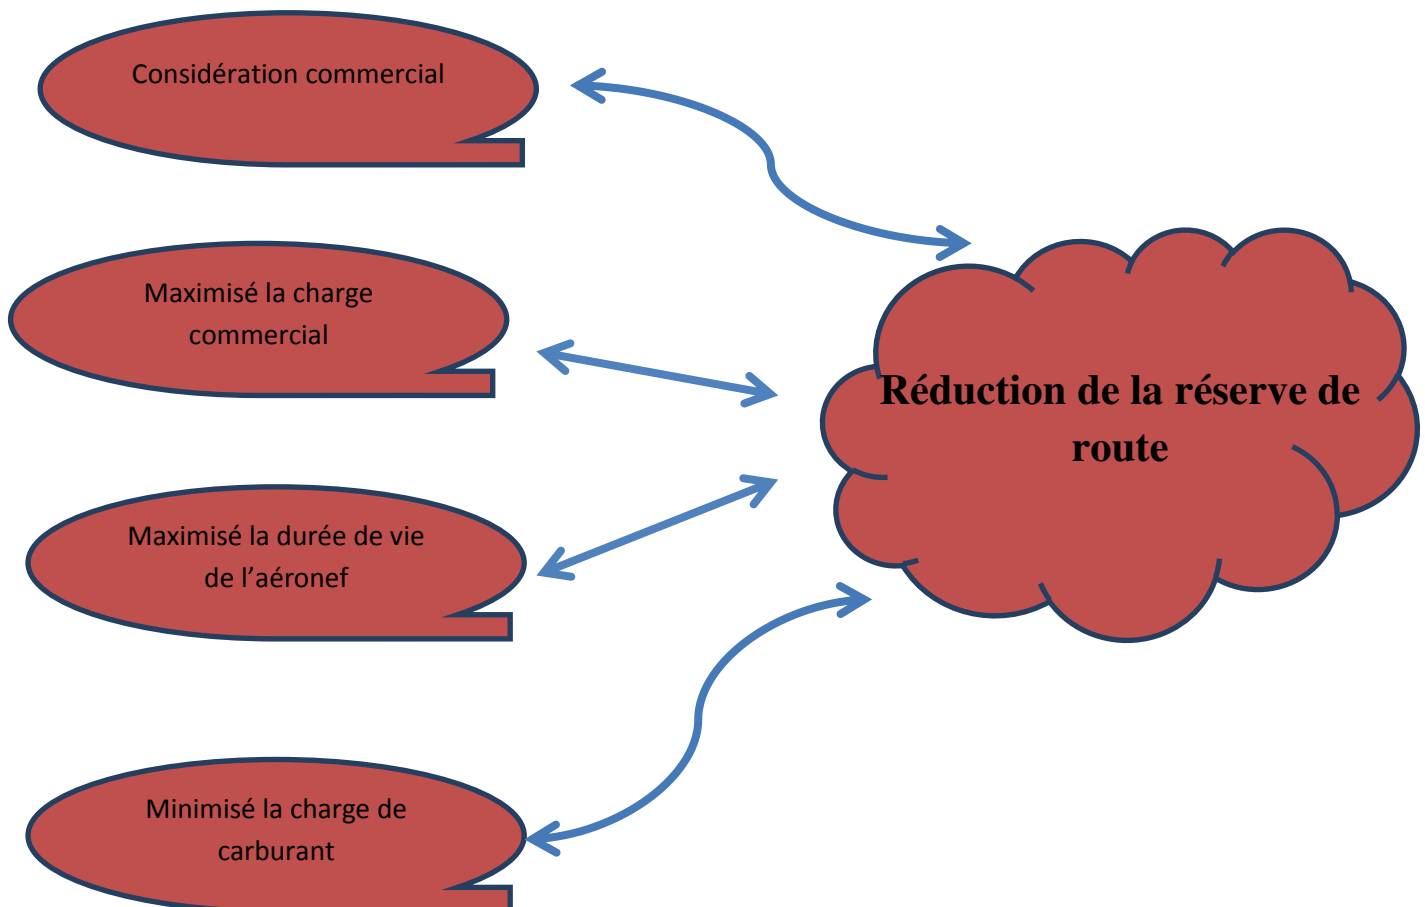 Considération commercial
Maximisé la charge
commercial
Réduction de la réserve de
route
Maximisé la durée de vie
de l’aéronef
Minimisé la charge de
carburant